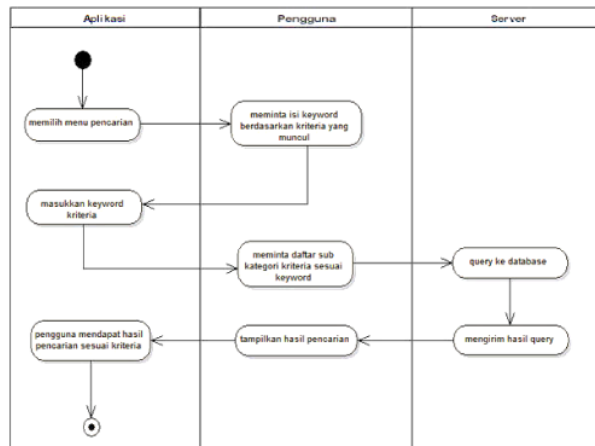 Aplikasi
Pengguna
Server
memilih menu pencarian
meminta isi keyword
berdasarkan kriteria yang
muncul
masukkan keyword
kriteria
meminta daftar sub
kategori kriteria sesuai
keyword
query ke database
pengguna mendapat hasil
pencarian sesuai kriteria
tampilkan hasil pencarian
mengirim hasil query